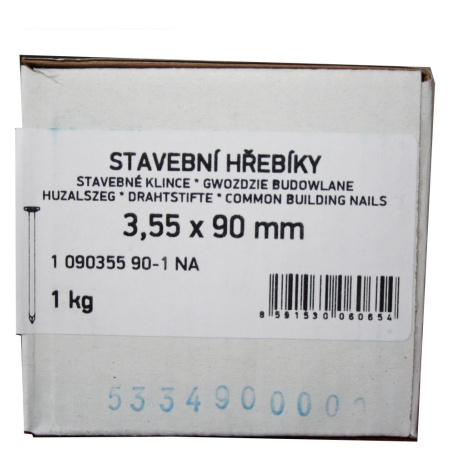 STAVEBNÍ HŘEBÍKY
STAVEBNÉ KLINCE * GWOZDZIE BUDOWLANE
HUZALSZEG * DRAHTSTIFTE * COMMON BUILDING NAILS
3,55 x 90 mm
1 090355 90-1 NA
1 kg
8 591530 060654
533490000